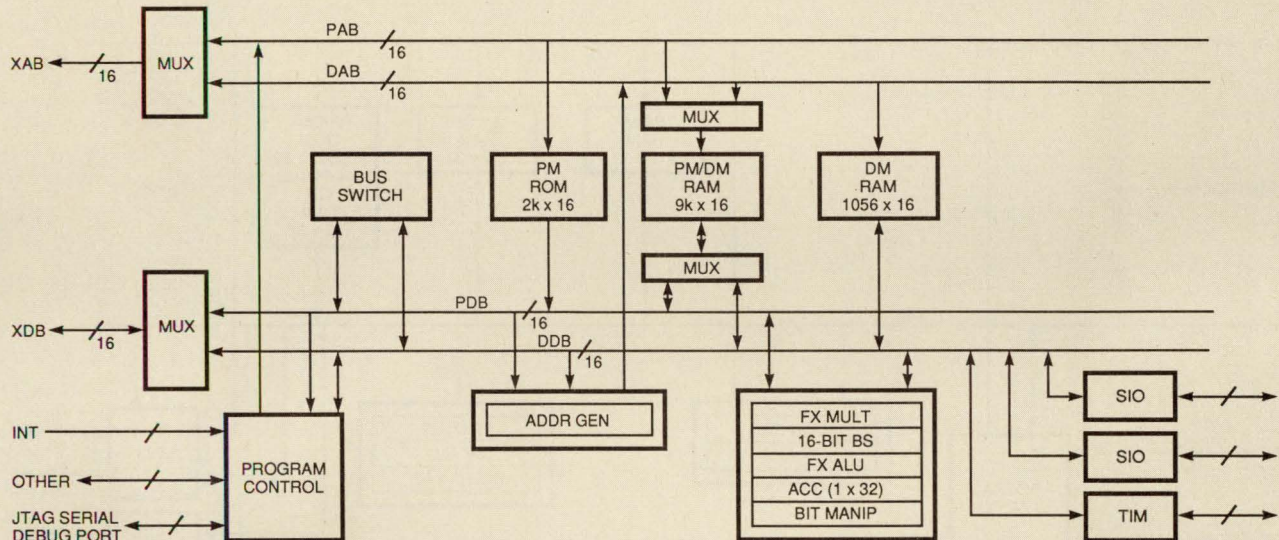 PAB
16
XAB
16
MUX
DAB
16
MUX
BUS
SWITCH
PM
ROM
2k x 16
PM/DM
RAM
9k x 16
DM
RAM
1056 x 16
MUX
PDB
16
XDB
16
MUX
DDB
16
ADDR GEN
FX MULT
16-BIT BS
FX ALU
ACC (1 x 32)
BIT MANIP
SIO
SIO
TIM
INT
OTHER
JTAG SERIAL
DEBUG PORT
PROGRAM
CONTROL